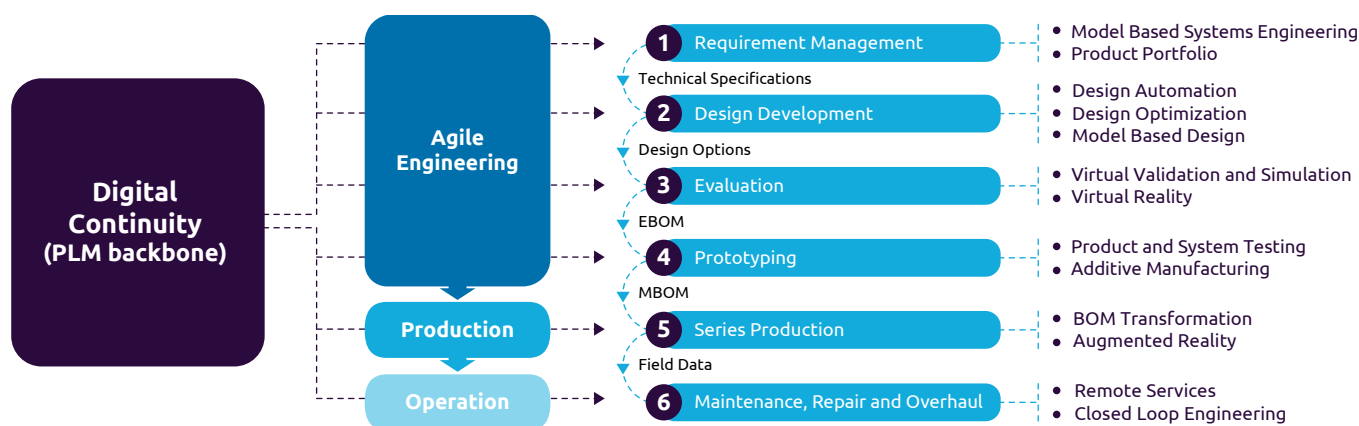 Digital
Continuity
(PLM backbone)
Agile
Engineering
Production
Operation
1 Requirement Management
Technical Specifications
2 Design Development
Design Options
3 Evaluation
EBOM
4 Prototyping
MBOM
5 Series Production
Field Data
6 Maintenance, Repair and Overhaul
• Model Based Systems Engineering
• Product Portfolio
• Design Automation
• Design Optimization
• Model Based Design
• Virtual Validation and Simulation
• Virtual Reality
• Product and System Testing
• Additive Manufacturing
• BOM Transformation
• Augmented Reality
• Remote Services
• Closed Loop Engineering